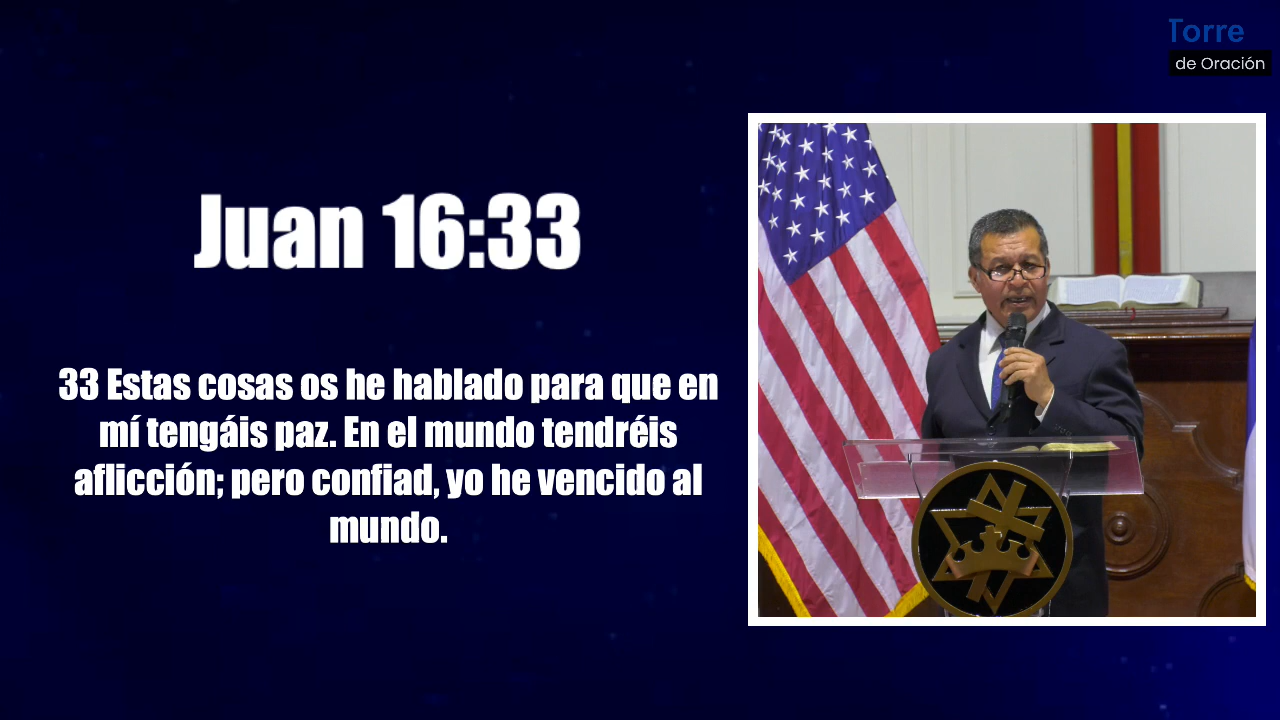 Torre
de Oración
Juan 16:33
33 Estas cosas os he hablado para que en
mí tengáis paz. En el mundo tendréis
aflicción; pero confiad, yo he vencido al
mundo.